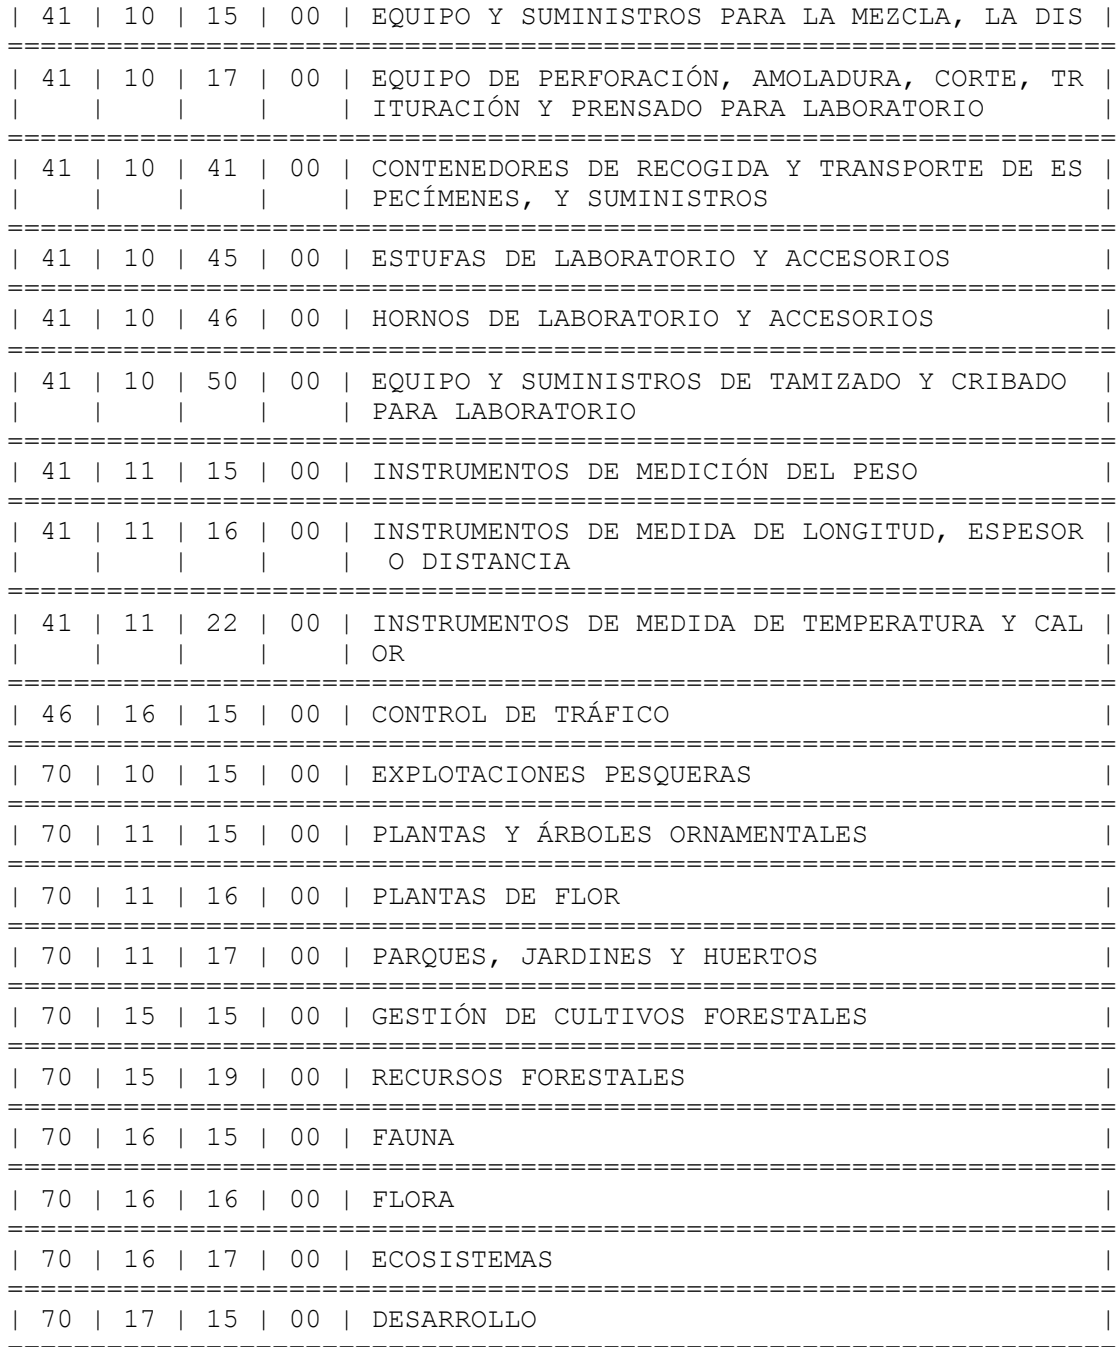 | 41 | 10 | 15 | 00 | EQUIPO Y SUMINISTROS PARA LA MEZCLA, LA DIS |
===================================================================
| 41 | 10 | 17 | 00 | EQUIPO DE PERFORACIÓN, AMOLADURA, CORTE, TR |
| | | | | ITURACIÓN Y PRENSADO PARA LABORATORIO |
===================================================================
| 41 | 10 | 41 | 00 | CONTENEDORES DE RECOGIDA Y TRANSPORTE DE ES |
| | | | | PECÍMENES, Y SUMINISTROS |
===================================================================
| 41 | 10 | 45 | 00 | ESTUFAS DE LABORATORIO Y ACCESORIOS |
===================================================================
| 41 | 10 | 46 | 00 | HORNOS DE LABORATORIO Y ACCESORIOS |
===================================================================
| 41 | 10 | 50 | 00 | EQUIPO Y SUMINISTROS DE TAMIZADO Y CRIBADO |
| | | | | PARA LABORATORIO |
===================================================================
| 41 | 11 | 15 | 00 | INSTRUMENTOS DE MEDICIÓN DEL PESO |
===================================================================
| 41 | 11 | 16 | 00 | INSTRUMENTOS DE MEDIDA DE LONGITUD, ESPESOR |
| | | | | O DISTANCIA |
===================================================================
| 41 | 11 | 22 | 00 | INSTRUMENTOS DE MEDIDA DE TEMPERATURA Y CAL |
| | | | | OR |
===================================================================
| 46 | 16 | 15 | 00 | CONTROL DE TRÁFICO |
===================================================================
| 70 | 10 | 15 | 00 | EXPLOTACIONES PESQUERAS |
===================================================================
| 70 | 11 | 15 | 00 | PLANTAS Y ÁRBOLES ORNAMENTALES |
===================================================================
| 70 | 11 | 16 | 00 | PLANTAS DE FLOR |
===================================================================
| 70 | 11 | 17 | 00 | PARQUES, JARDINES Y HUERTOS |
===================================================================
| 70 | 15 | 15 | 00 | GESTIÓN DE CULTIVOS FORESTALES |
===================================================================
| 70 | 15 | 19 | 00 | RECURSOS FORESTALES |
===================================================================
| 70 | 16 | 15 | 00 | FAUNA |
===================================================================
| 70 | 16 | 16 | 00 | FLORA |
===================================================================
| 70 | 16 | 17 | 00 | ECOSISTEMAS |
===================================================================
| 70 | 17 | 15 | 00 | DESARROLLO |
===================================================================